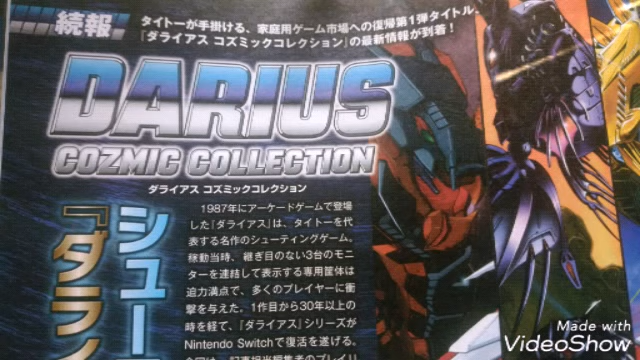 続報
タイトーが手掛ける、家庭用ゲーム市場への復帰第1弾タイトル、
『ダライアス コズミックコレクション』の最新情報が到着!
DARIUS
COZMIC COLLECTION
ダライアス コズミックコレクション
シュー
『ダライ
1987年にアーケードゲームで登場
した『ダライアス』は、タイトーを代
表する名作のシューティングゲーム。
稼動当時、継ぎ目のない3台のモニ
ターを連結して表示する専用筐体は
迫力満点で、多くのプレイヤーに衝
撃を与えた。1作目から30年以上の
時を経て、『ダライアス』シリーズが
Nintendo Switchで復活を遂げる。
Made with
VideoShow